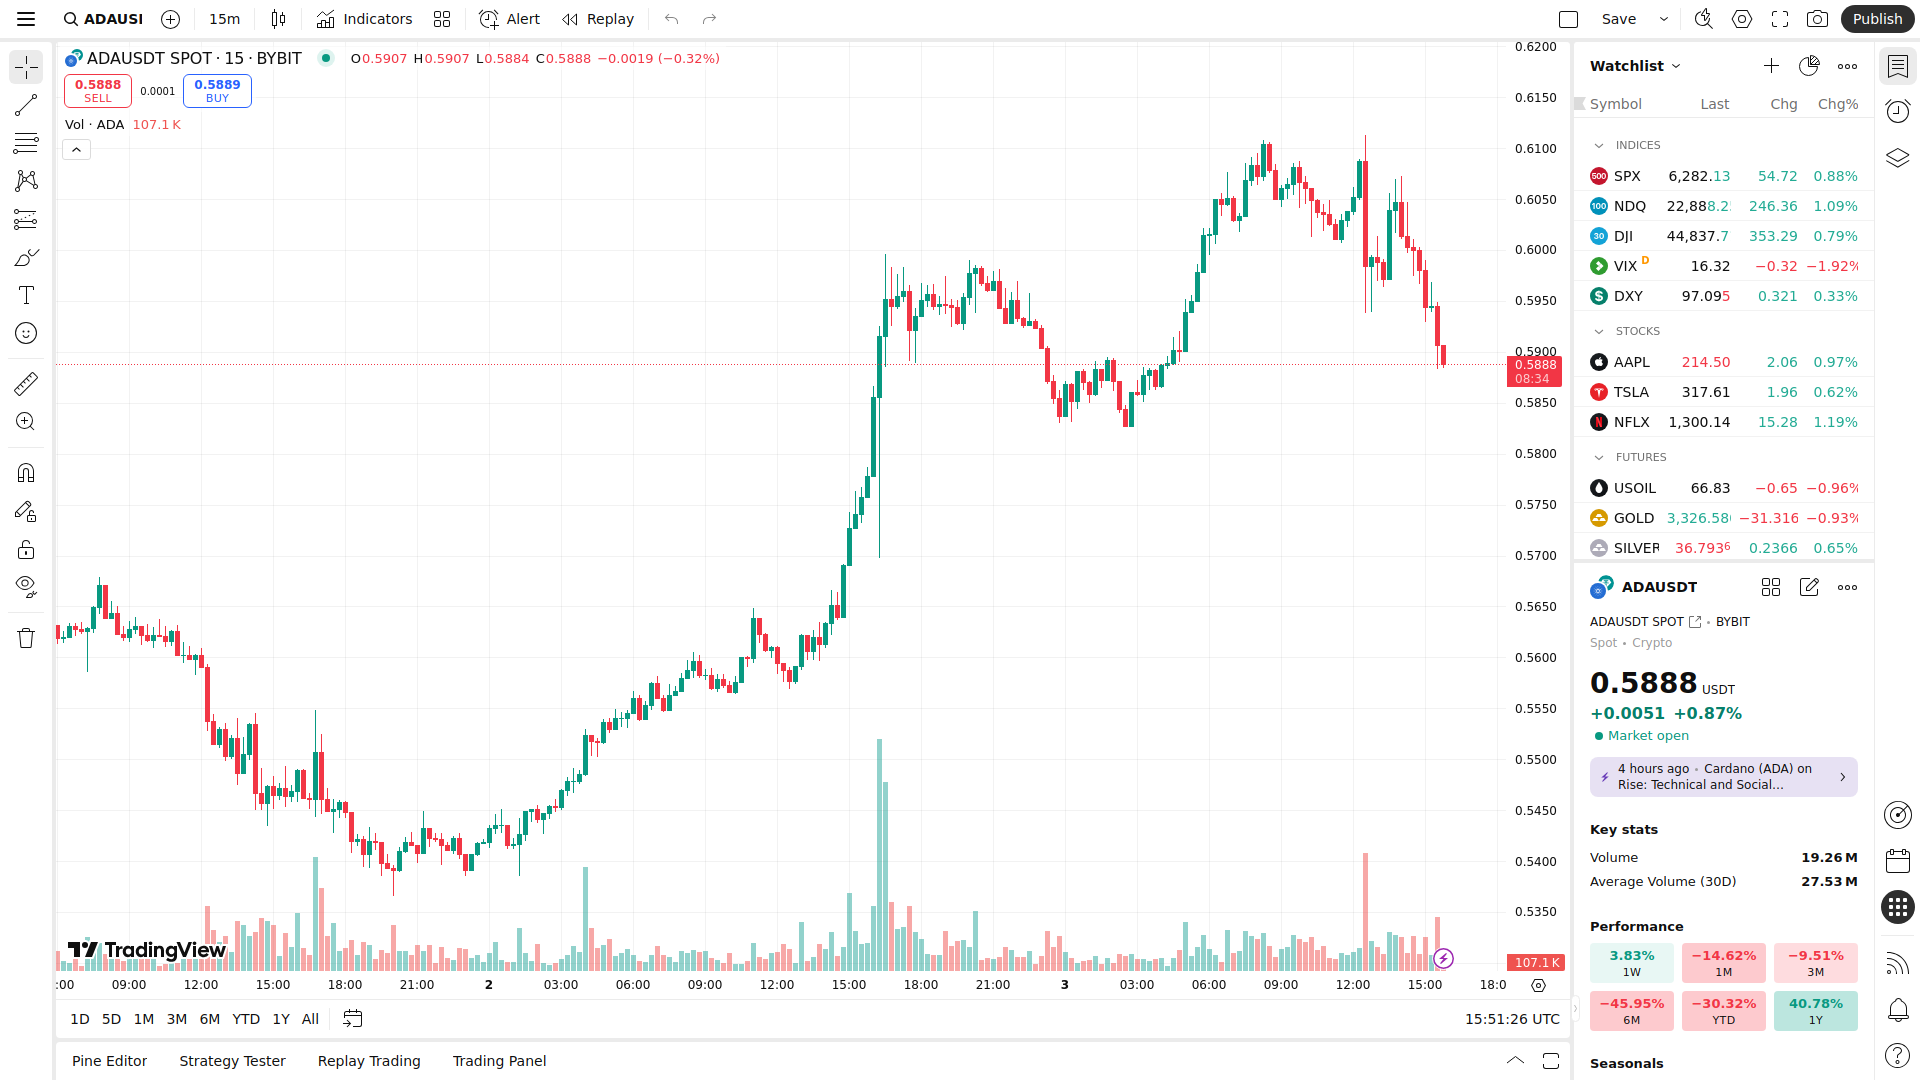 ADAUSI
15m
Indicators
Alert
Replay
Save
Publish
ADAUSDT SPOT · 15 · BYBIT
O0.5907 H0.5907 L0.5884 C0.5888 −0.0019 (−0.32%)
0.5888
SELL
0.0001
0.5889
BUY
Vol · ADA 107.1 K
0.6200
0.6150
0.6100
0.6050
0.6000
0.5950
0.5900
0.5888
08:34
0.5850
0.5800
0.5750
0.5700
0.5650
0.5600
0.5550
0.5500
0.5450
0.5400
0.5350
107.1 K
TradingView
:00 09:00 12:00 15:00 18:00 21:00 2 03:00 06:00 09:00 12:00 15:00 18:00 21:00 3 03:00 06:00 09:00 12:00 15:00 18:0
1D 5D 1M 3M 6M YTD 1Y All
15:51:26 UTC
Pine Editor
Strategy Tester
Replay Trading
Trading Panel
Watchlist
Symbol Last Chg Chg%
INDICES
500 SPX 6,282.13 54.72 0.88%
100 NDQ 22,888.2 246.36 1.09%
30 DJI 44,837.7 353.29 0.79%
VIX D 16.32 −0.32 −1.92%
$ DXY 97.095 0.321 0.33%
STOCKS
AAPL 214.50 2.06 0.97%
TSLA 317.61 1.96 0.62%
N NFLX 1,300.14 15.28 1.19%
FUTURES
USOIL 66.83 −0.65 −0.96%
GOLD 3,326.58 −31.316 −0.93%
SILVER 36.7936 0.2366 0.65%
ADAUSDT
ADAUSDT SPOT • BYBIT
Spot • Crypto
0.5888 USDT
+0.0051 +0.87%
Market open
4 hours ago • Cardano (ADA) on
Rise: Technical and Social...
Key stats
Volume 19.26 M
Average Volume (30D) 27.53 M
Performance
3.83%
1W
−14.62%
1M
−9.51%
3M
−45.95%
6M
−30.32%
YTD
40.78%
1Y
Seasonals